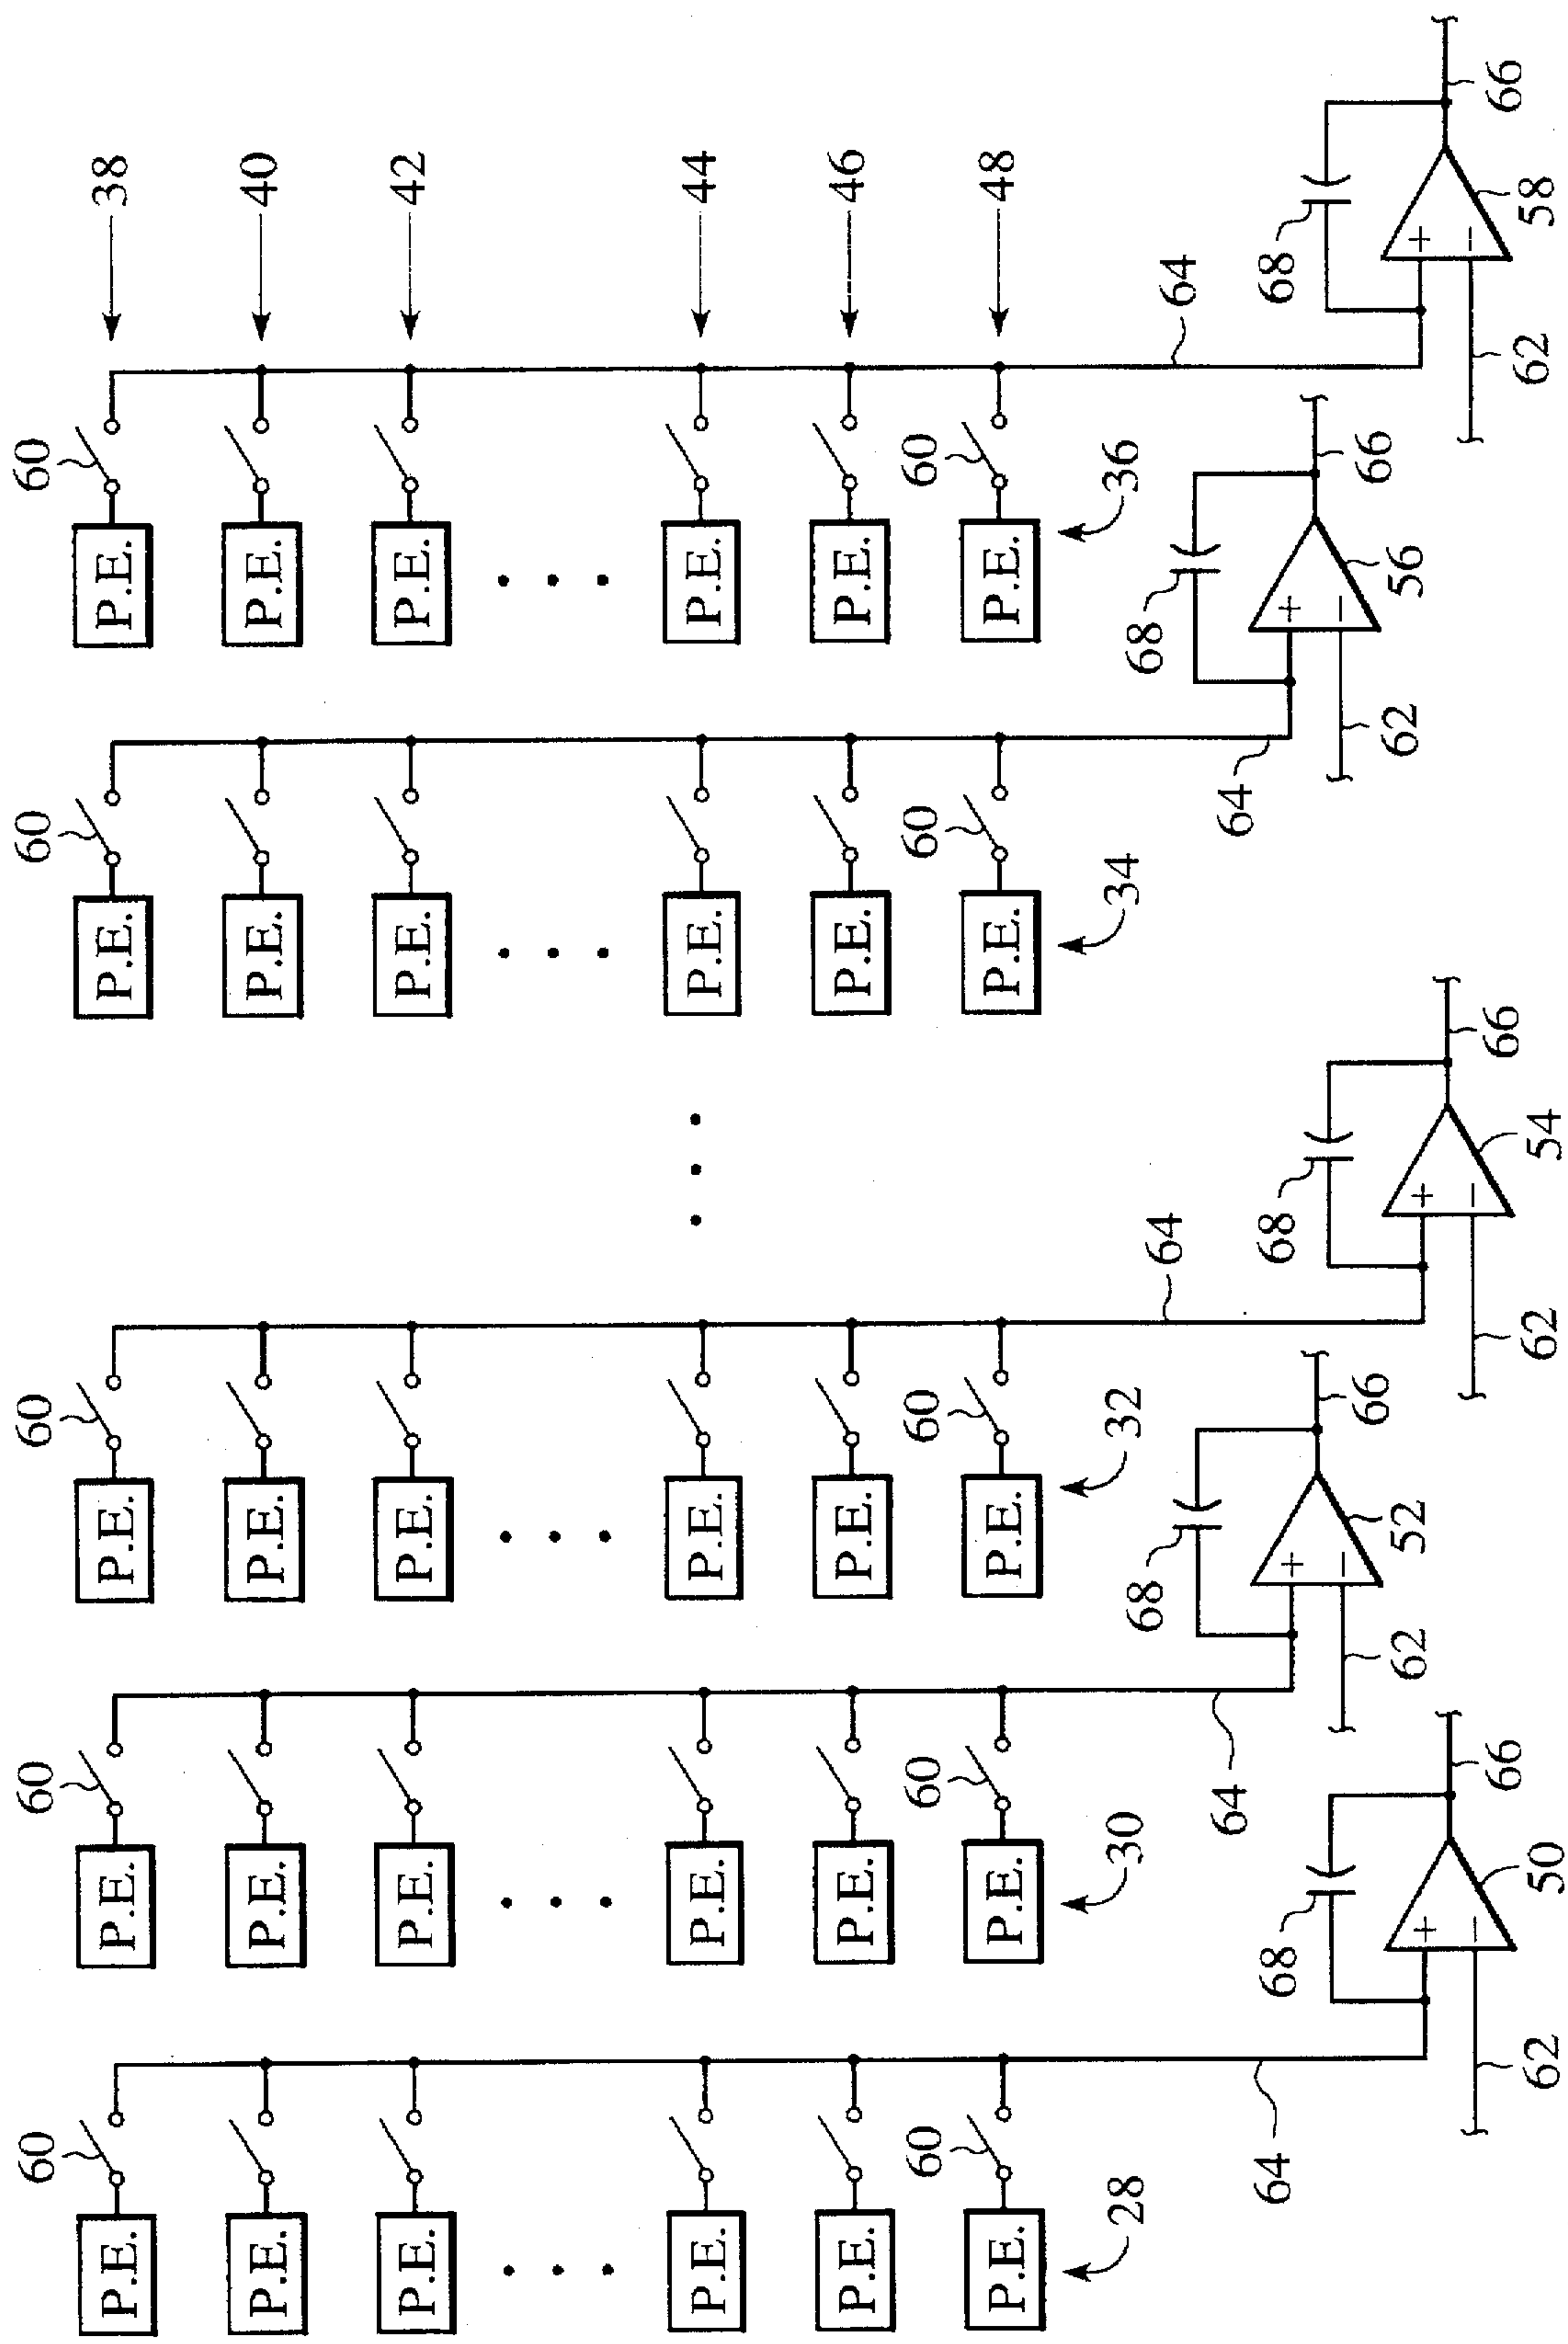 60 60 60 60 60
P.E. P.E. P.E. P.E. P.E. 38
P.E. P.E. P.E. P.E. P.E. 40
P.E. P.E. P.E. P.E. P.E. 42
P.E. P.E. P.E. P.E. P.E. 44
P.E. P.E. P.E. P.E. P.E. 46
60 60 60 60 60
P.E. P.E. P.E. P.E. P.E. 48
28 30 32 34 36
68 64 68 64
64 64 64
68 68 68
+ +
− −
66 66
62 52 62 56
+ + +
− − −
66 66 66
62 50 62 54 62 58